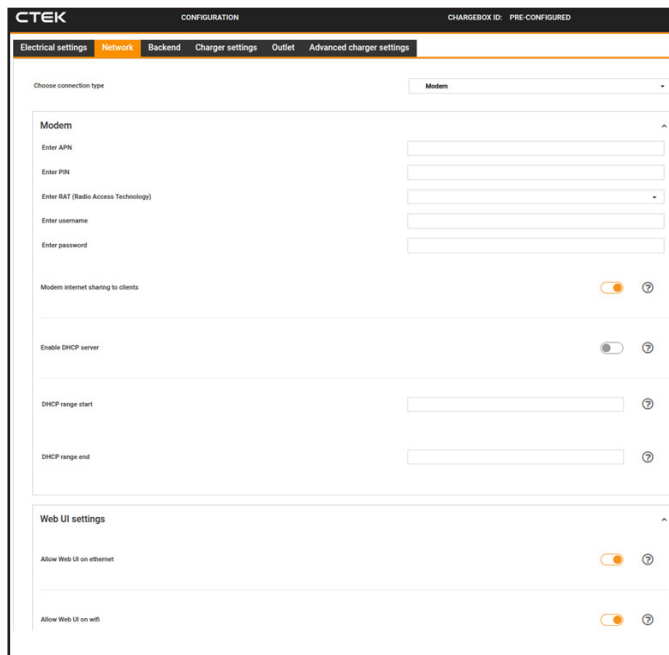 CTEK CONFIGURATION CHARGEBOX ID: PRE-CONFIGURED
Electrical settings Network Backend Charger settings Outlet Advanced charger settings
Choose connection type Modem
Modem
Enter APN
Enter PIN
Enter RAT (Radio Access Technology)
Enter username
Enter password
Modem internet sharing to clients ?
Enable DHCP server ?
DHCP range start ?
DHCP range end ?
Web UI settings
Allow Web UI on ethernet ?
Allow Web UI on wifi ?